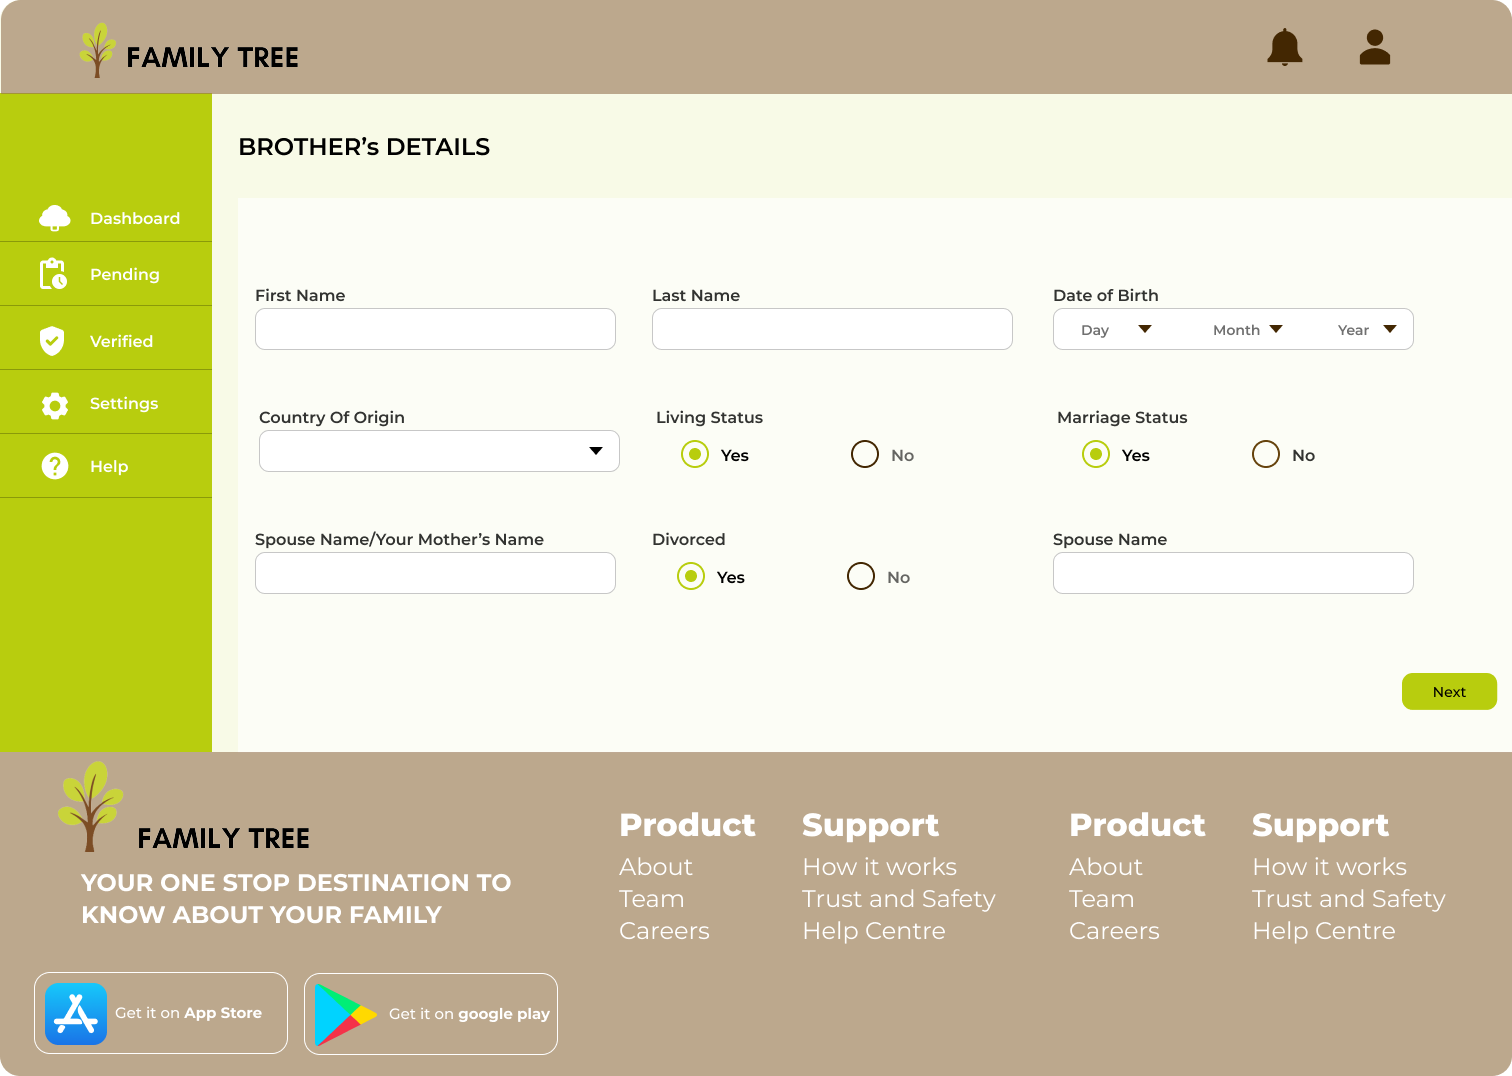 FAMILY TREE
BROTHER’s DETAILS
Dashboard
Pending
Verified
Settings
Help
First Name
Last Name
Date of Birth
Day
Month
Year
Country Of Origin
Living Status
Marriage Status
Yes
No
Yes
No
Spouse Name/Your Mother’s Name
Divorced
Spouse Name
Yes
No
Next
FAMILY TREE
YOUR ONE STOP DESTINATION TO
KNOW ABOUT YOUR FAMILY
Get it on App Store
Get it on google play
Product
About
Team
Careers
Support
How it works
Trust and Safety
Help Centre
Product
About
Team
Careers
Support
How it works
Trust and Safety
Help Centre